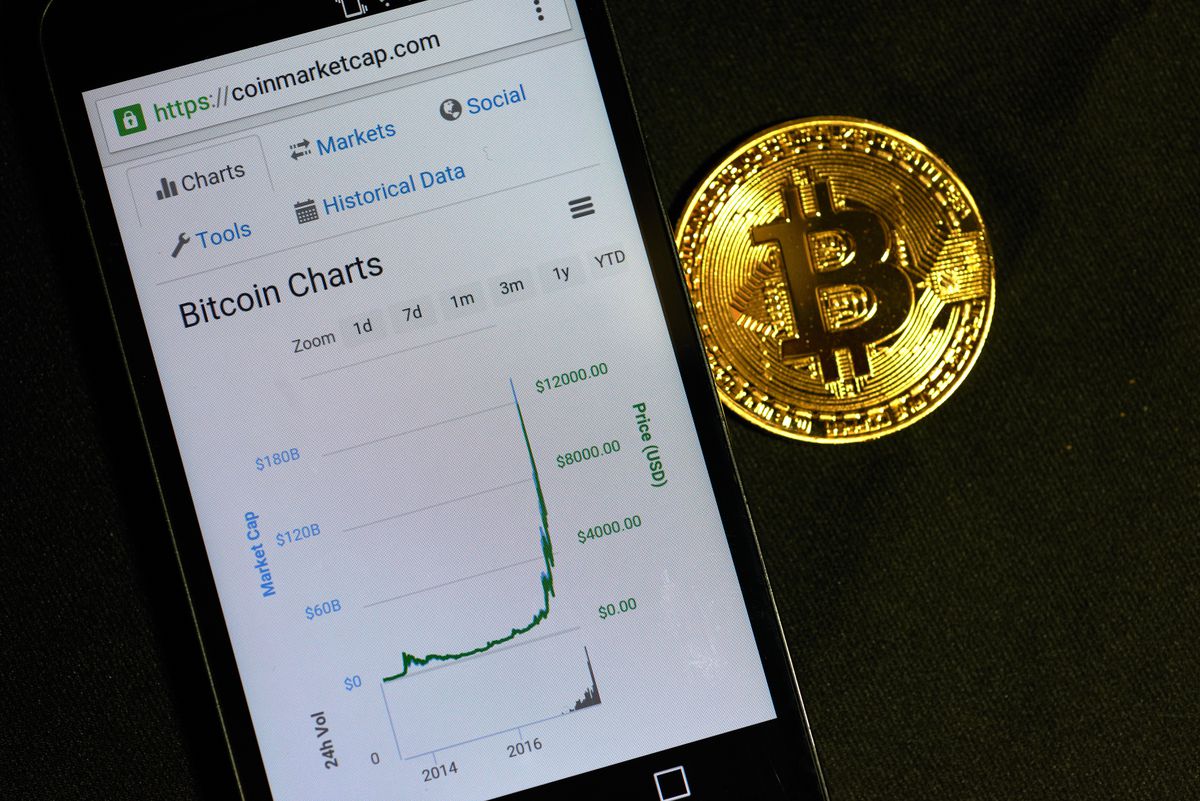 https://coinmarketcap.com
Charts
Markets
Social
Tools
Historical Data
Bitcoin Charts
Zoom 1d 7d 1m 3m 1y YTD
$12000.00
$180B
$8000.00
$120B
$4000.00
$60B
$0.00
$0
Market Cap
Price (USD)
24h Vol
0
2014
2016